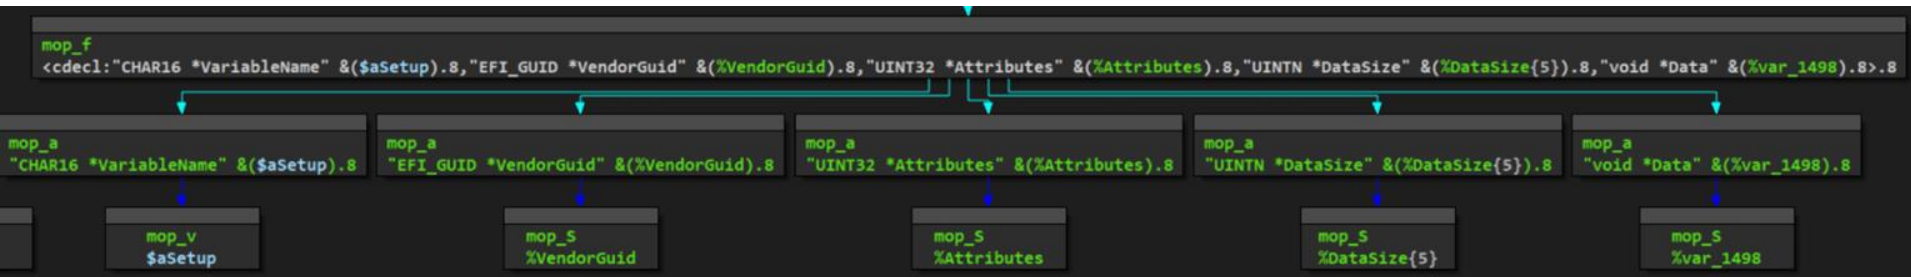 mop_f
<cdecl:"CHAR16 *VariableName" &($aSetup).8,"EFI_GUID *VendorGuid" &(%VendorGuid).8,"UINT32 *Attributes" &(%Attributes).8,"UINTN *DataSize" &(%DataSize{5}).8,"void *Data" &(%var_1498).8>.8
mop_a
"CHAR16 *VariableName" &($aSetup).8
mop_a
"EFI_GUID *VendorGuid" &(%VendorGuid).8
mop_a
"UINT32 *Attributes" &(%Attributes).8
mop_a
"UINTN *DataSize" &(%DataSize{5}).8
mop_a
"void *Data" &(%var_1498).8
mop_v
$aSetup
mop_S
%VendorGuid
mop_S
%Attributes
mop_S
%DataSize{5}
mop_S
%var_1498